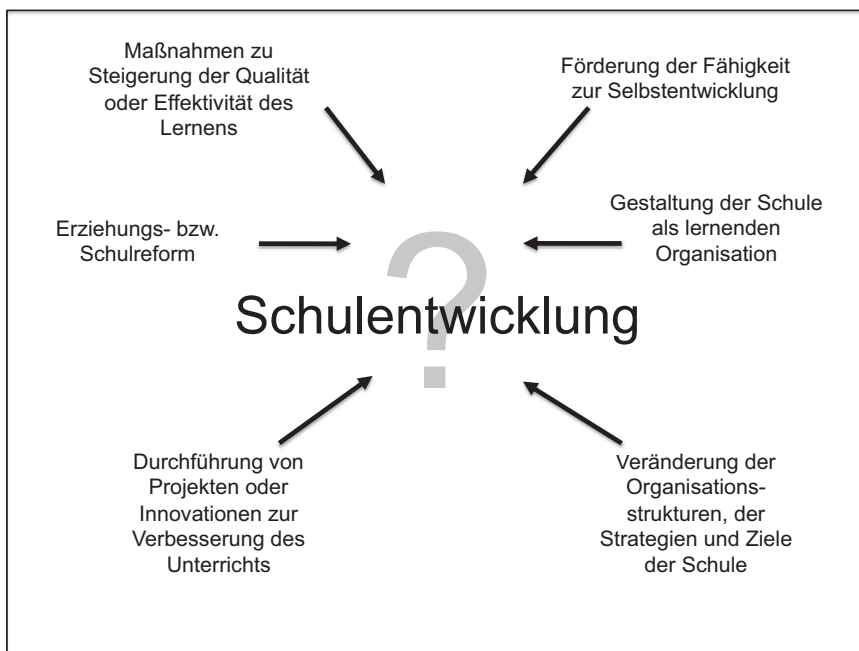 Maßnahmen zu
Steigerung der Qualität
oder Effektivität des
Lernens
Förderung der Fähigkeit
zur Selbstentwicklung
Erziehungs- bzw.
Schulreform
Gestaltung der Schule
als lernenden
Organisation
?
Schulentwicklung
Durchführung von
Projekten oder
Innovationen zur
Verbesserung des
Unterrichts
Veränderung der
Organisations-
strukturen, der
Strategien und Ziele
der Schule